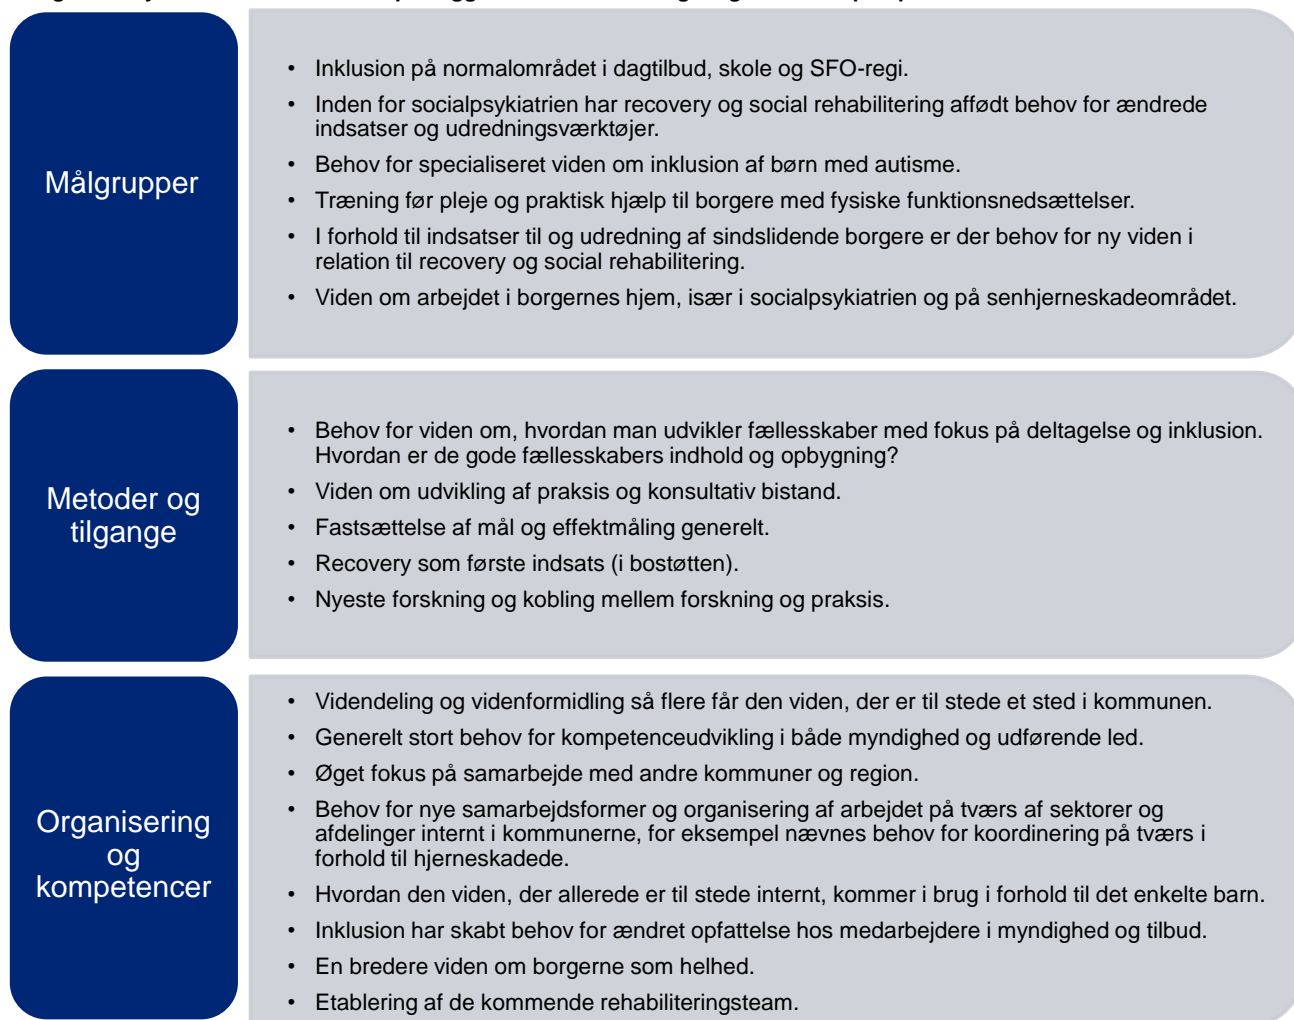 Målgrupper
• Inklusion på normalområdet i dagtilbud, skole og SFO-regi.
• Inden for socialpsykiatrien har recovery og social rehabilitering affødt behov for ændrede
indsatser og udredningsværktøjer.
• Behov for specialiseret viden om inklusion af børn med autisme.
• Træning før pleje og praktisk hjælp til borgere med fysiske funktionsnedsættelser.
• I forhold til indsatser til og udredning af sindslidende borgere er der behov for ny viden i
relation til recovery og social rehabilitering.
• Viden om arbejdet i borgernes hjem, især i socialpsykiatrien og på senhjerneskadeområdet.
Metoder og
tilgange
• Behov for viden om, hvordan man udvikler fællesskaber med fokus på deltagelse og inklusion.
Hvordan er de gode fællesskabers indhold og opbygning?
• Viden om udvikling af praksis og konsultativ bistand.
• Fastsættelse af mål og effektmåling generelt.
• Recovery som første indsats (i bostøtten).
• Nyeste forskning og kobling mellem forskning og praksis.
Organisering
og
kompetencer
• Videndeling og videnformidling så flere får den viden, der er til stede et sted i kommunen.
• Generelt stort behov for kompetenceudvikling i både myndighed og udførende led.
• Øget fokus på samarbejde med andre kommuner og region.
• Behov for nye samarbejdsformer og organisering af arbejdet på tværs af sektorer og
afdelinger internt i kommunerne, for eksempel nævnes behov for koordinering på tværs i
forhold til hjerneskadede.
• Hvordan den viden, der allerede er til stede internt, kommer i brug i forhold til det enkelte barn.
• Inklusion har skabt behov for ændret opfattelse hos medarbejdere i myndighed og tilbud.
• En bredere viden om borgerne som helhed.
• Etablering af de kommende rehabiliteringsteam.